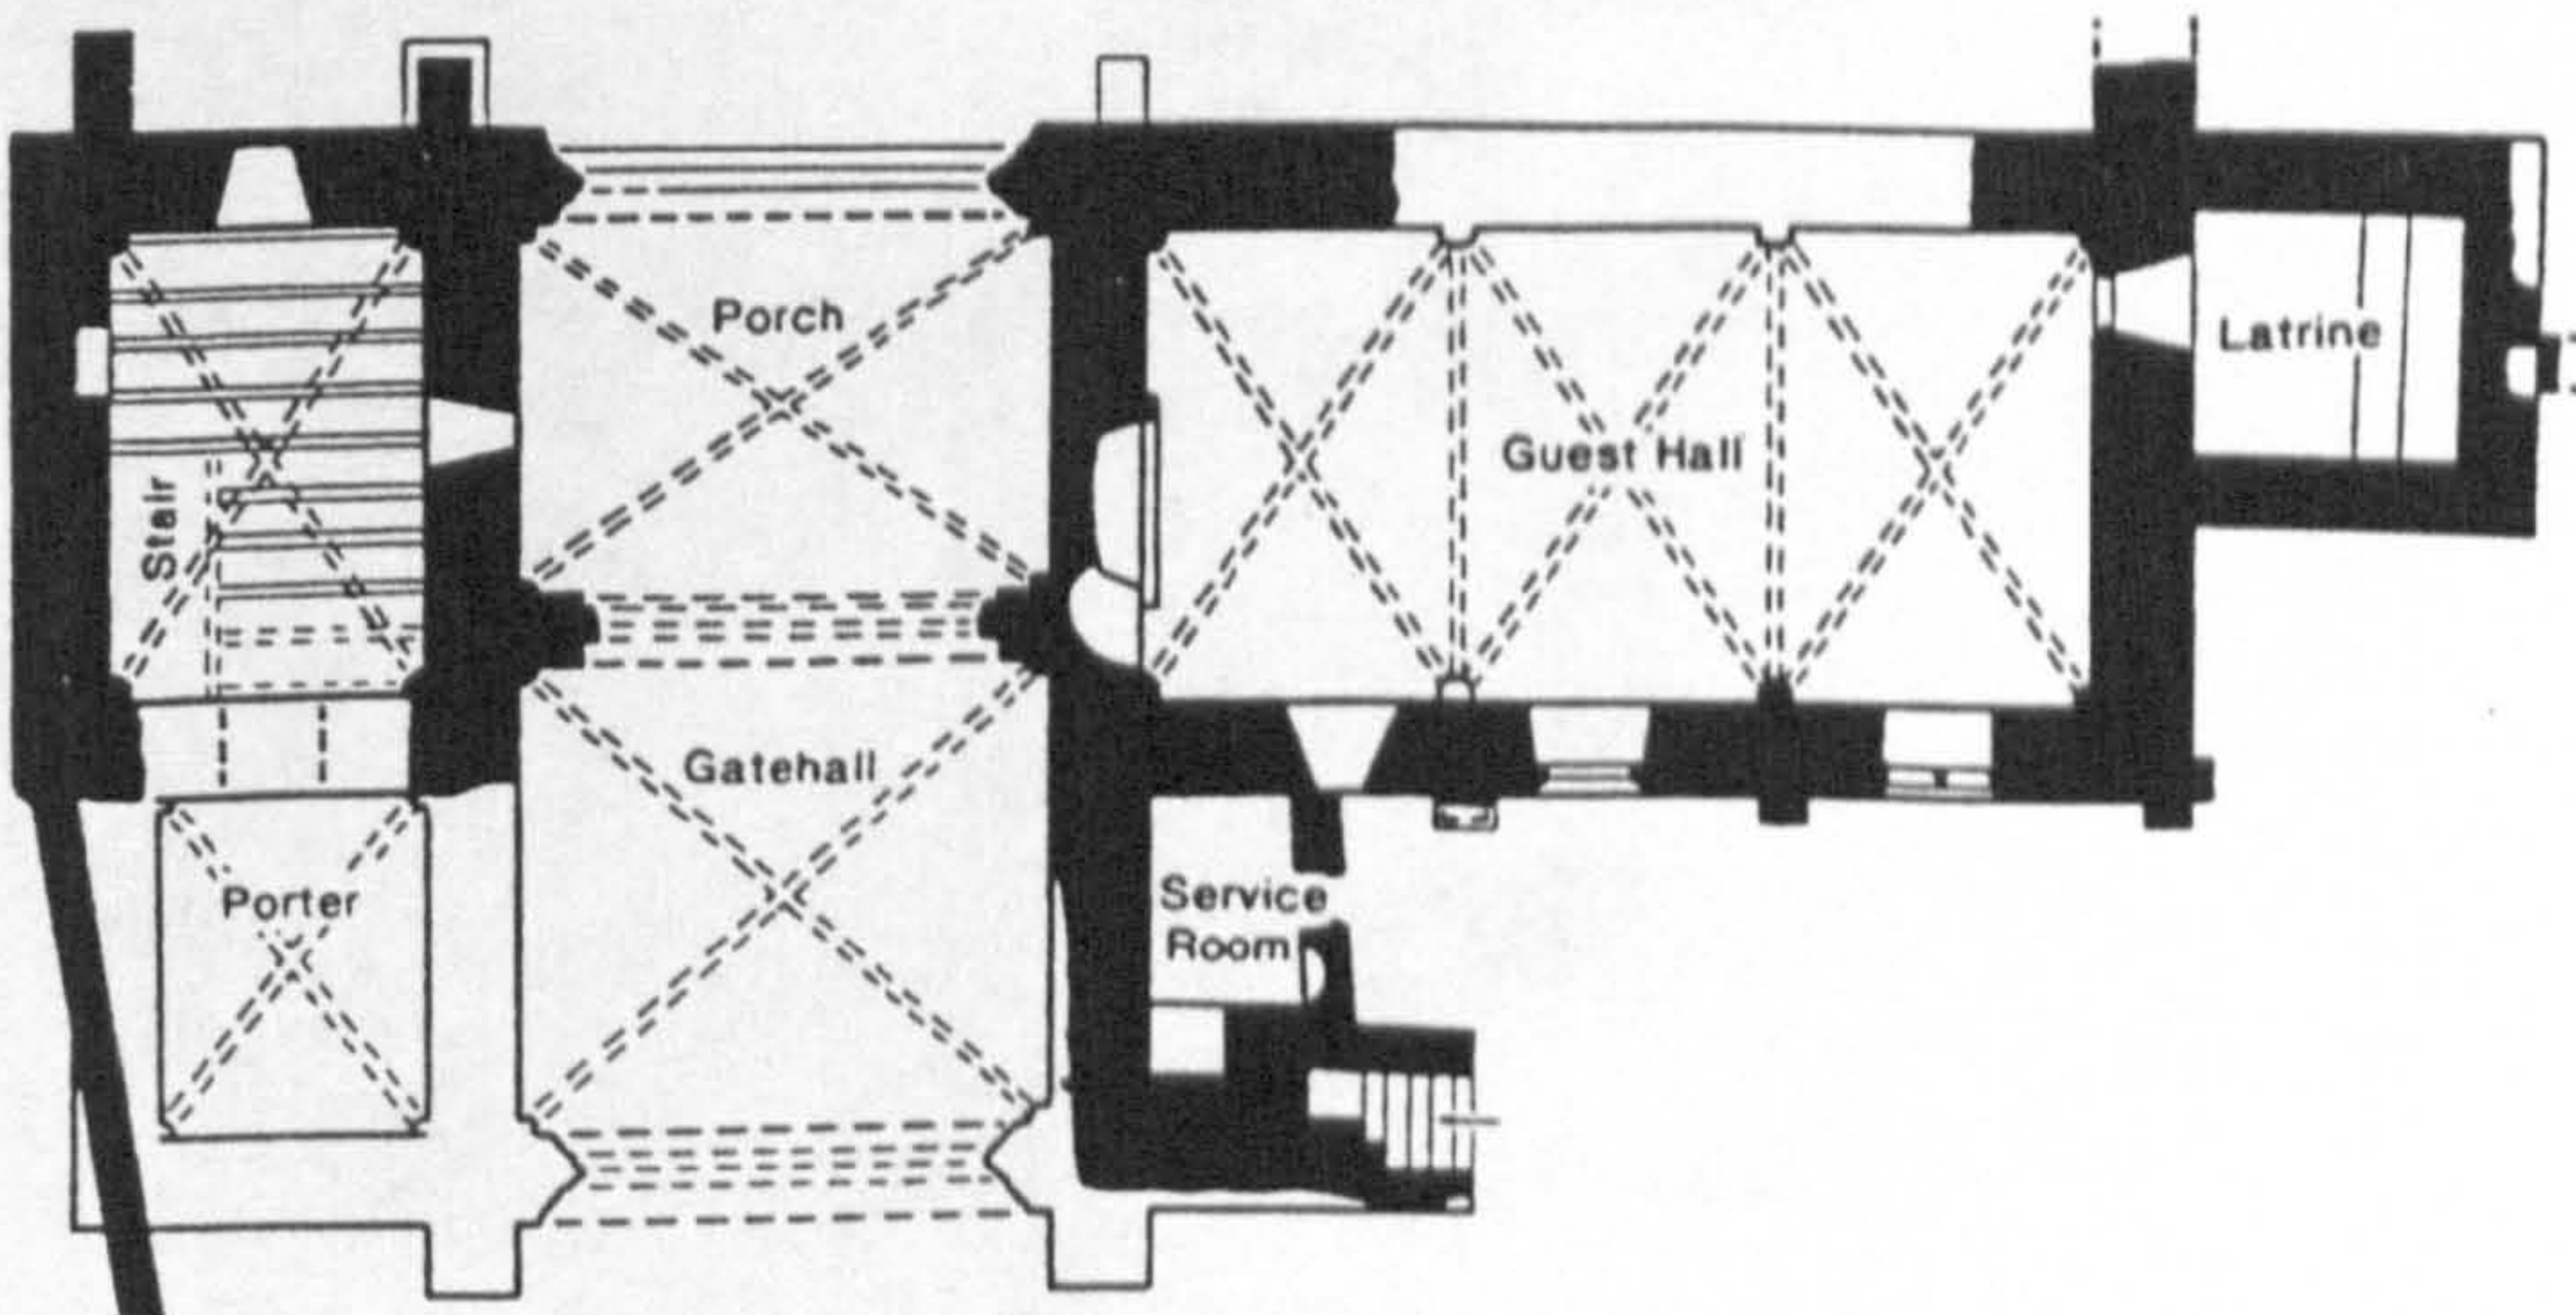 Porch
Latrine
Guest Hall
Stair
Gatehall
Porter
Service
Room